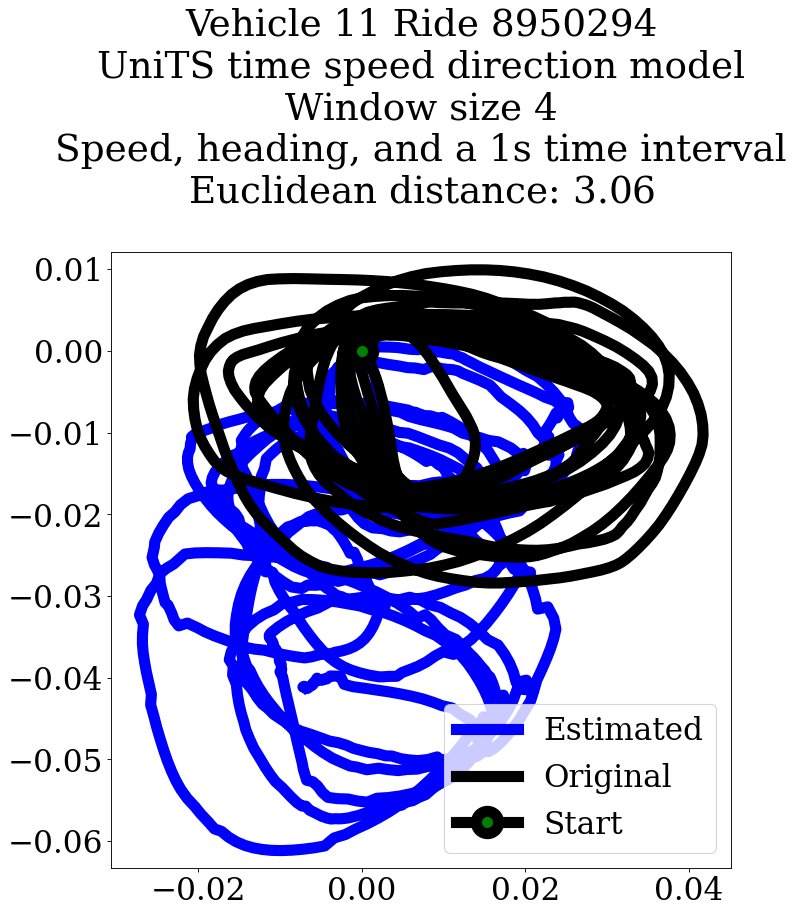 Vehicle 11 Ride 8950294
UniTS time speed direction model
Window size 4
Speed, heading, and a 1s time interval
Euclidean distance: 3.06
0.01
0.00
−0.01
−0.02
−0.03
−0.04
−0.05
−0.06
Estimated
Original
Start
−0.02
0.00
0.02
0.04